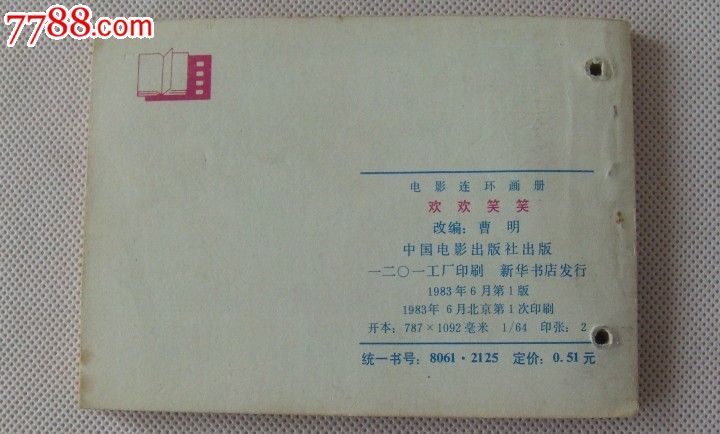 7788.com
电影连环画册
欢欢笑笑
改编：曹明
中国电影出版社出版
一二〇一工厂印刷 新华书店发行
1983年6月第1版
1983年6月北京第1次印刷
开本：787×1092毫米 1/64 印张：2
统一书号：8061·2125 定价：0.51元